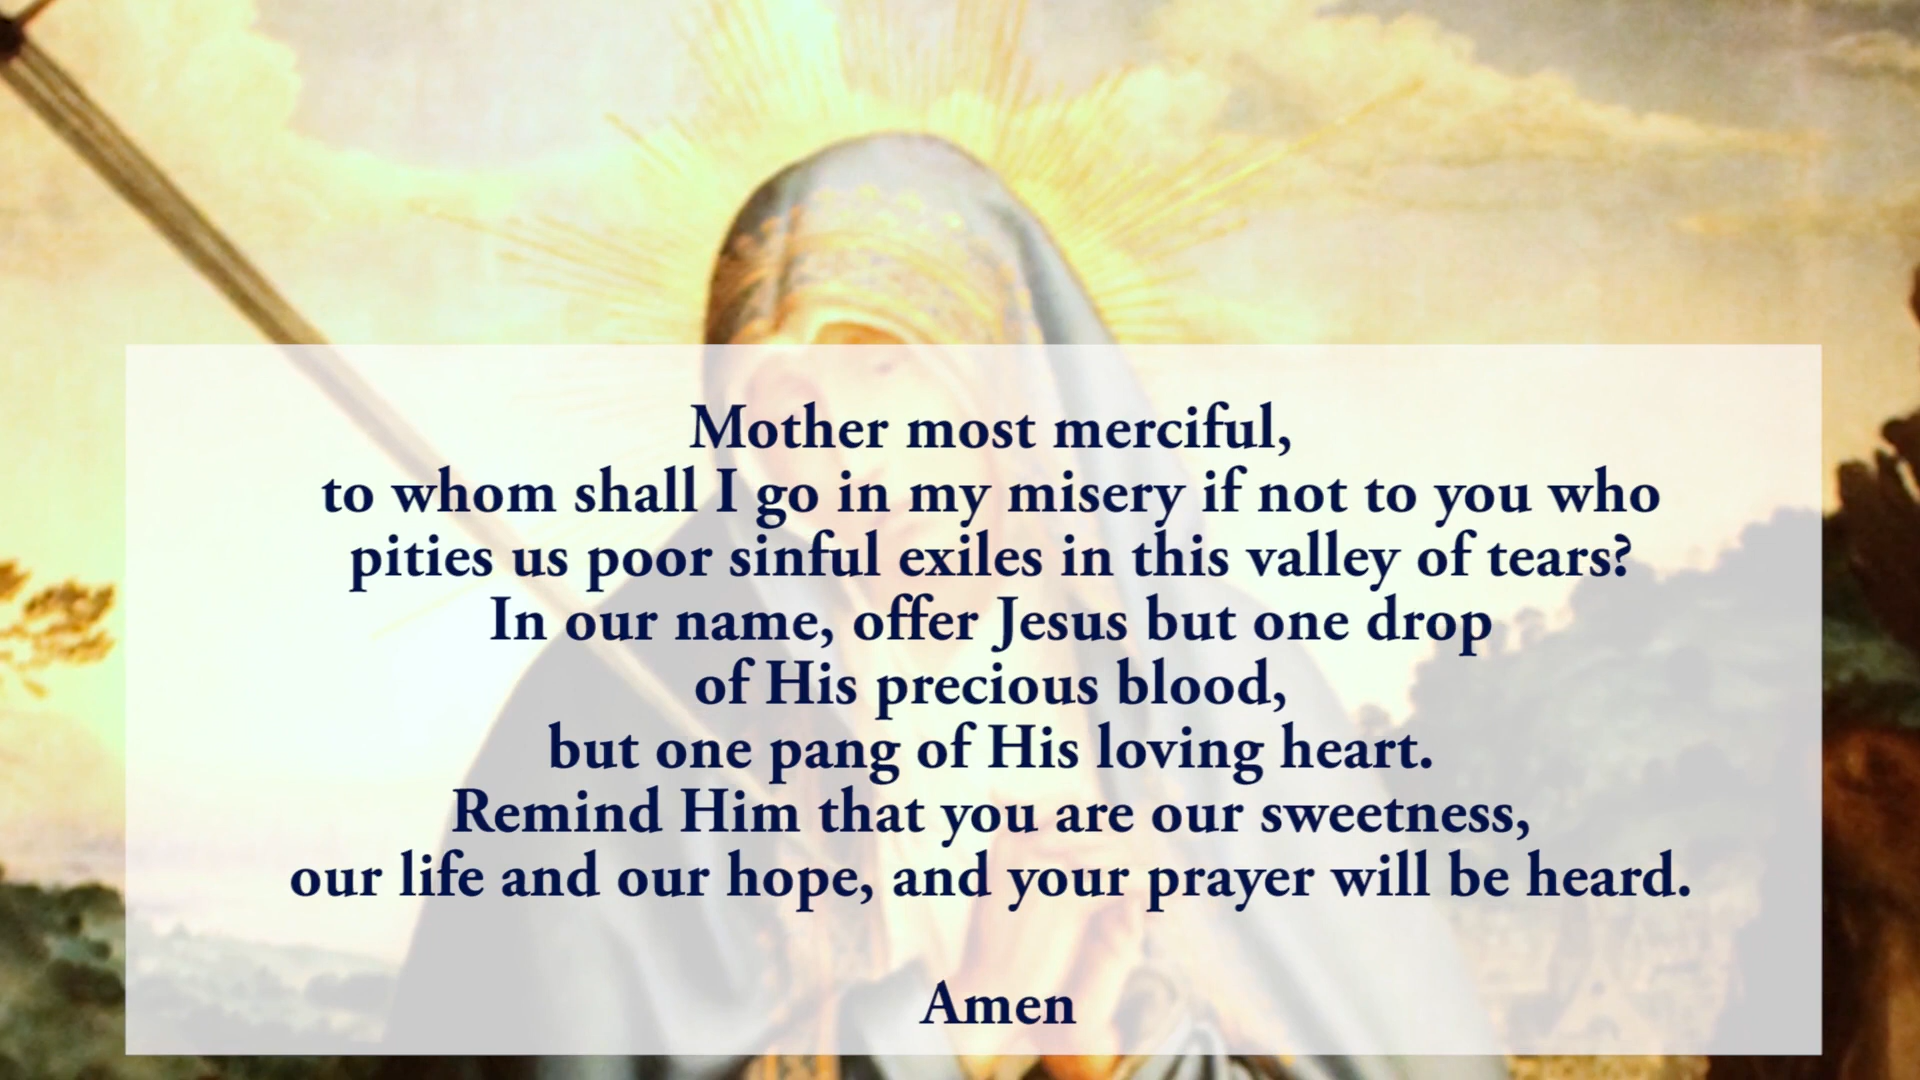 Mother most merciful,
to whom shall I go in my misery if not to you who
pities us poor sinful exiles in this valley of tears?
In our name, offer Jesus but one drop
of His precious blood,
but one pang of His loving heart.
Remind Him that you are our sweetness,
our life and our hope, and your prayer will be heard.
Amen